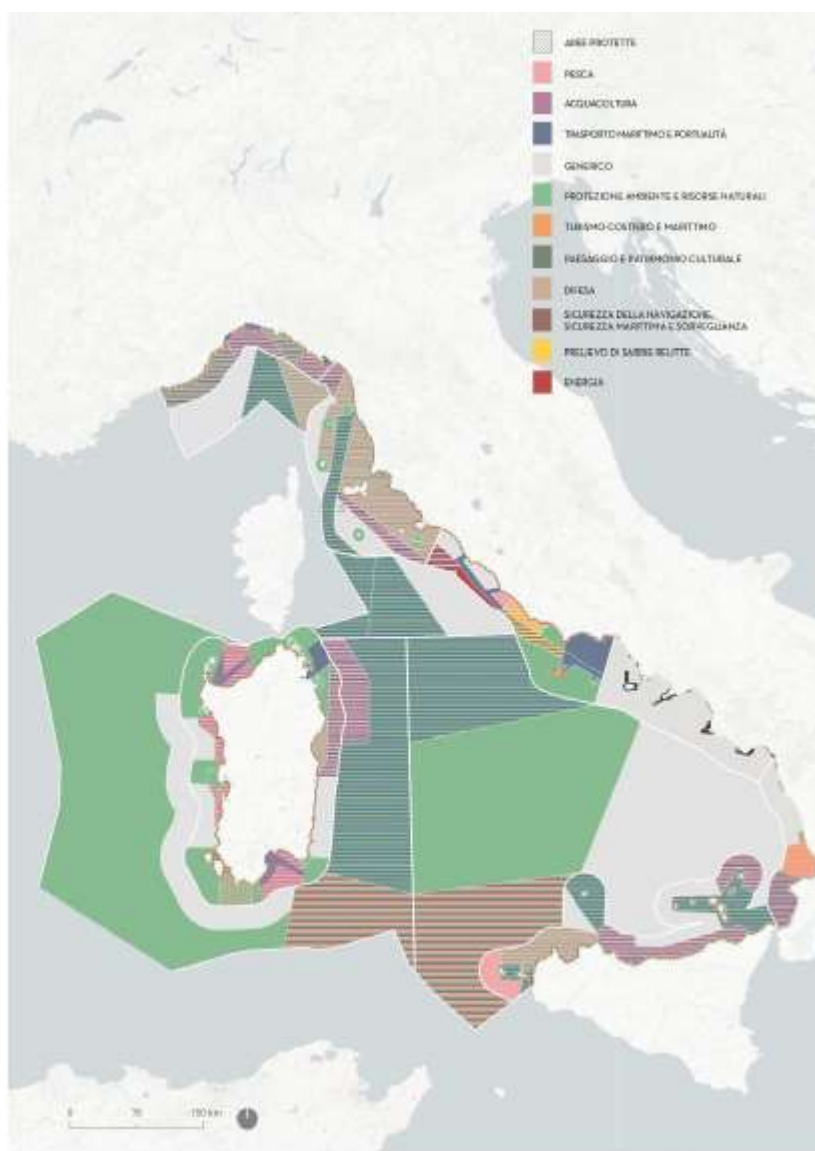 AREE PROTETTE
PESCA
ACQUACOLTURA
TRASPORTO MARITTIMO E PORTUALITÀ
GENERICO
PROTEZIONE AMBIENTE E RISORSE NATURALI
TURISMO COSTIERO E MARITTIMO
PAESAGGIO E PATRIMONIO CULTURALE
DIFESA
SICUREZZA DELLA NAVIGAZIONE,
SICUREZZA MARITTIMA E SORVEGLIANZA
PRELIEVO DI SABBIE RELITTE
ENERGIA
0 75 150 km